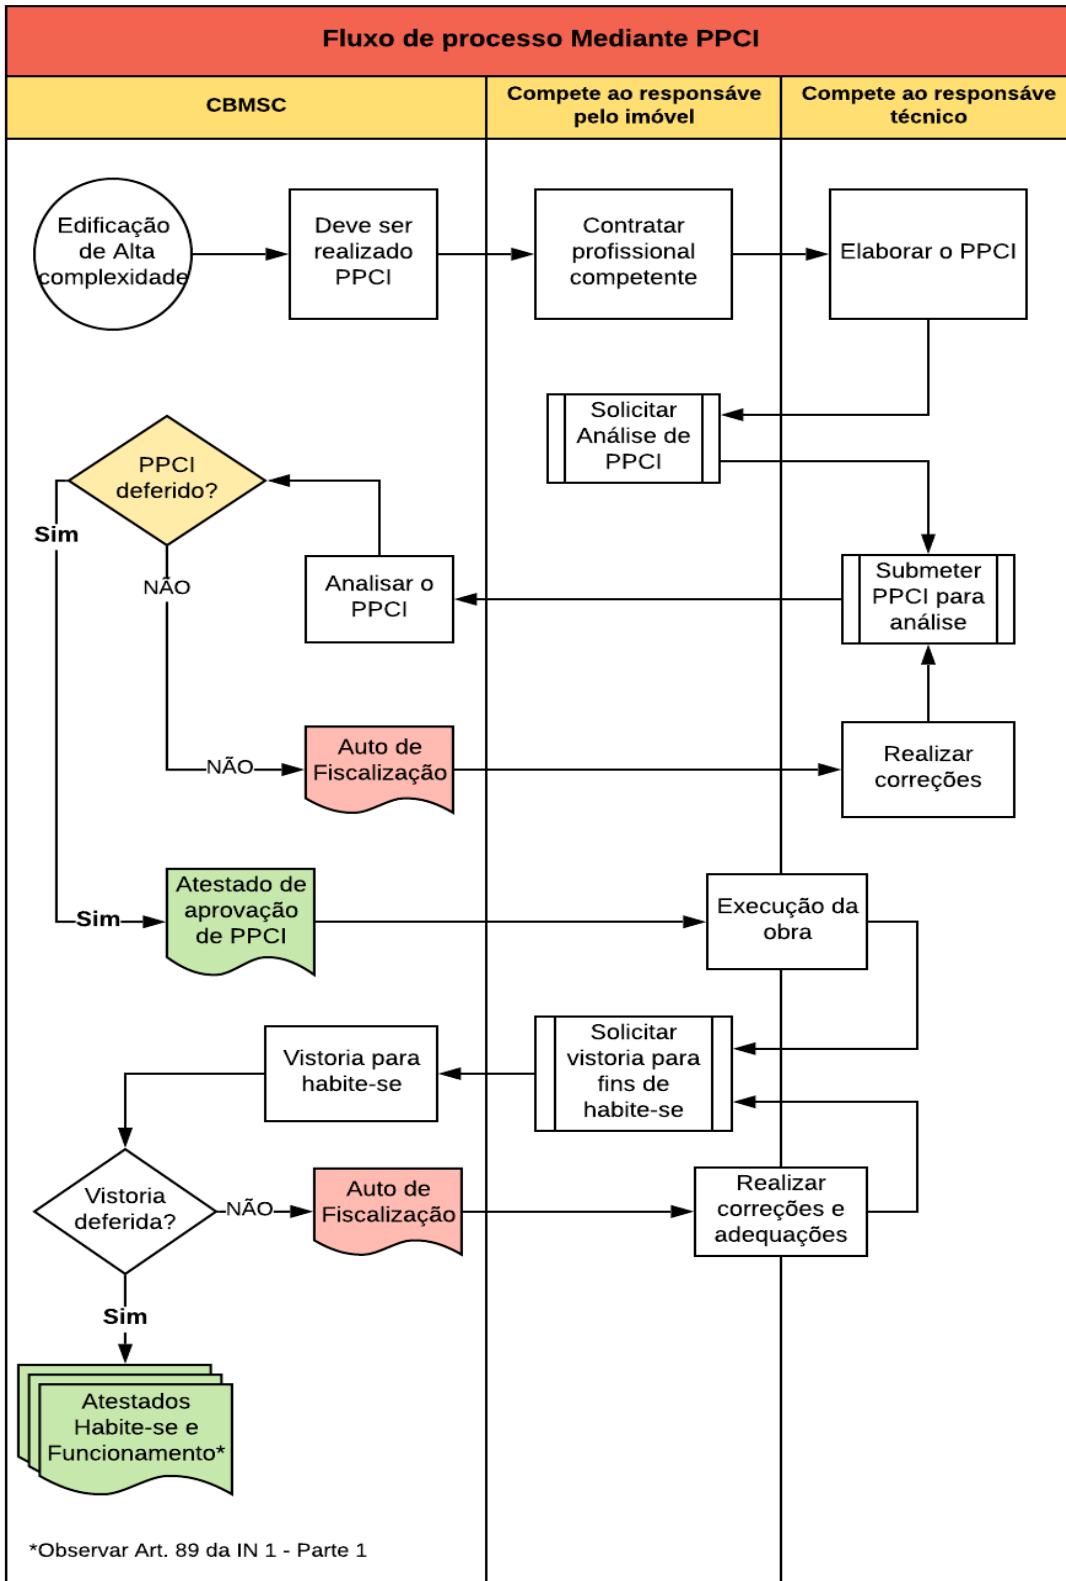 Fluxo de processo Mediante PPCI
CBMSC
Compete ao responsáve
pelo imóvel
Compete ao responsáve
técnico
Edificação
de Alta
complexidade
Deve ser
realizado
PPCI
Contratar
profissional
competente
Elaborar o PPCI
Solicitar
Análise de
PPCI
PPCI
deferido?
Sim
NÃO
Analisar o
PPCI
Submeter
PPCI para
análise
NÃO
Auto de
Fiscalização
Realizar
correções
Sim
Atestado de
aprovação
de PPCI
Execução da
obra
Vistoria para
habite-se
Solicitar
vistoria para
fins de
habite-se
Vistoria
deferida?
NÃO
Auto de
Fiscalização
Realizar
correções e
adequações
Sim
Atestados
Habite-se e
Funcionamento*
*Observar Art. 89 da IN 1 - Parte 1